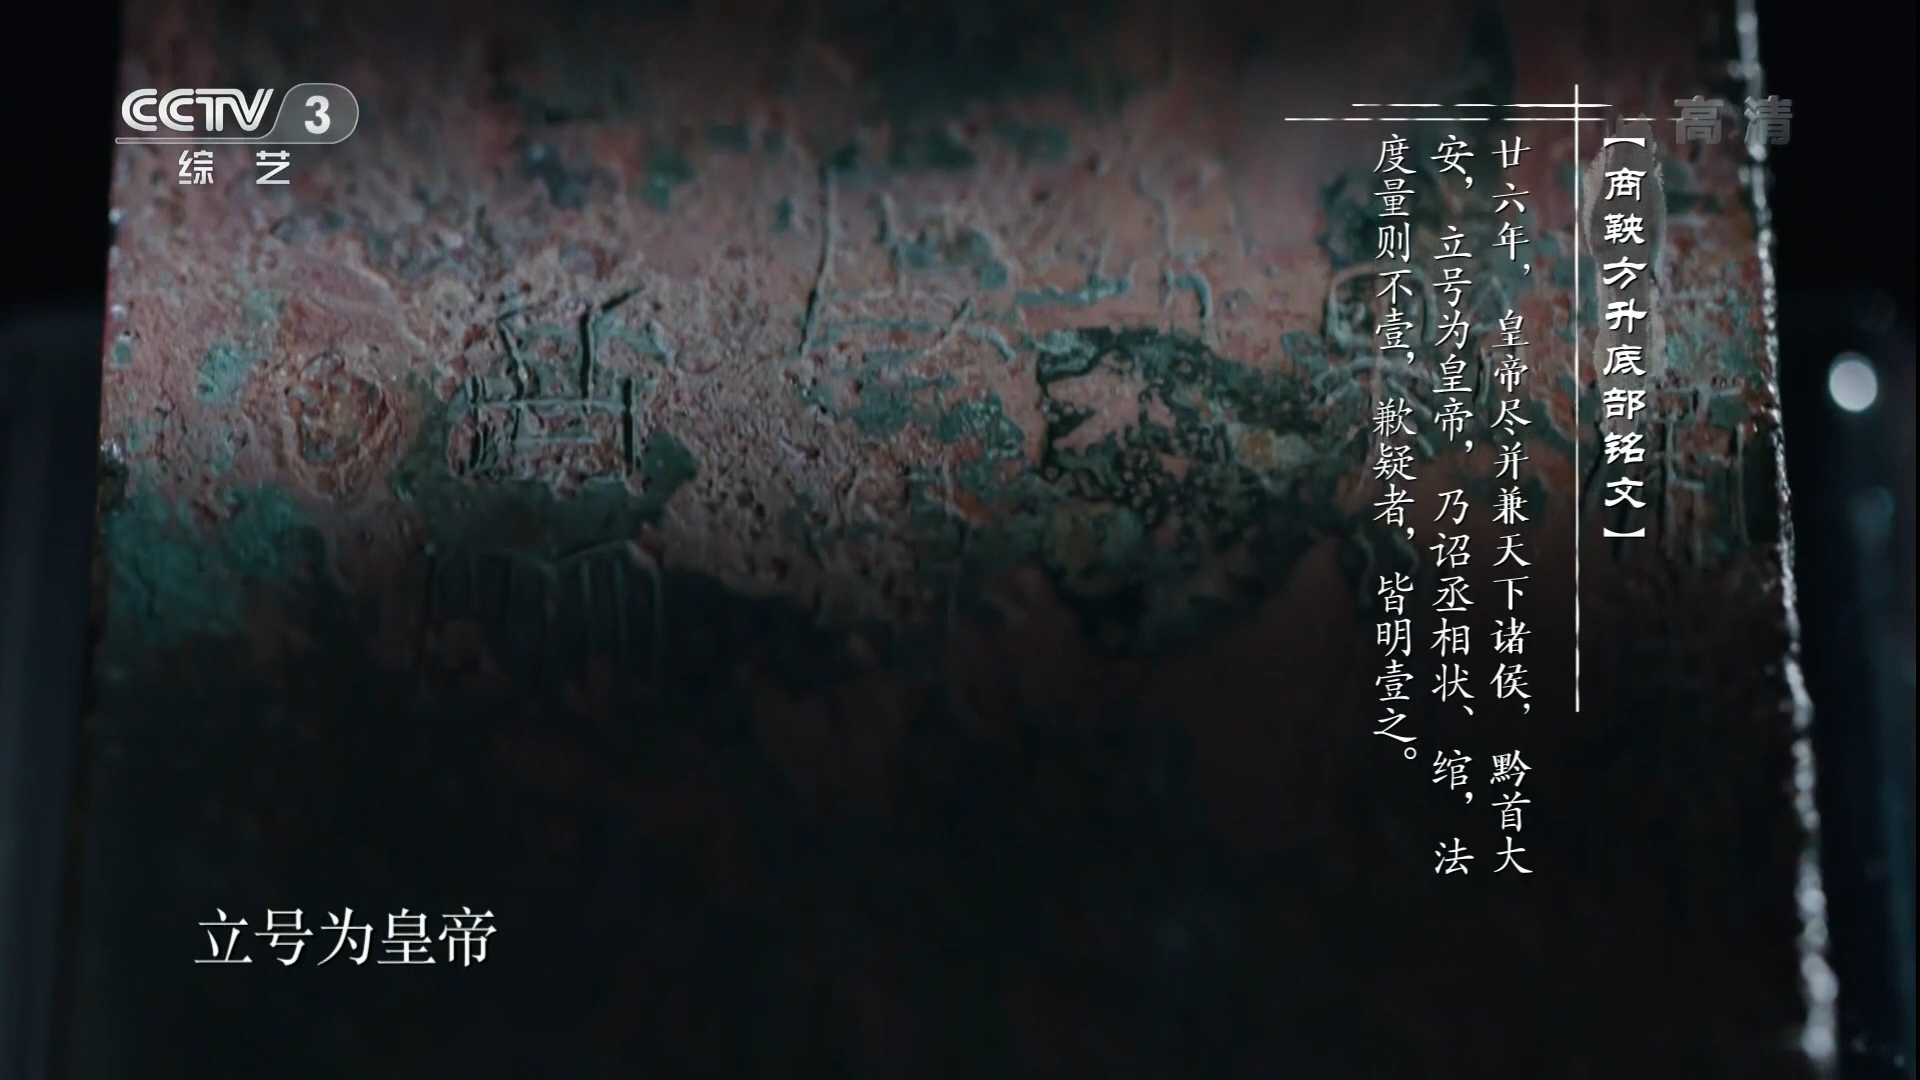 CCTV 3
综艺
高清
【商鞅方升底部铭文】
廿六年，皇帝尽并兼天下诸侯，黔首大
安，立号为皇帝，乃诏丞相状、绾，法
度量则不壹，歉疑者，皆明壹之。
立号为皇帝